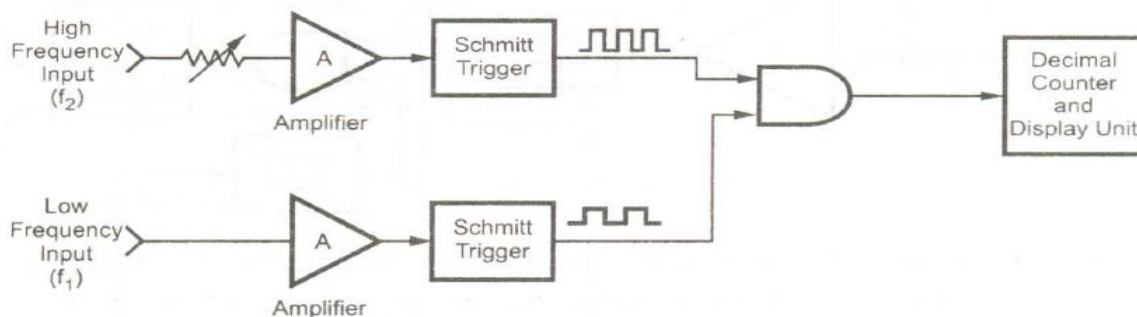 High
Frequency
Input
(f₂)
A
Amplifier
Schmitt
Trigger
Decimal
Counter
and
Display Unit
Low
Frequency
Input
(f₁)
A
Amplifier
Schmitt
Trigger